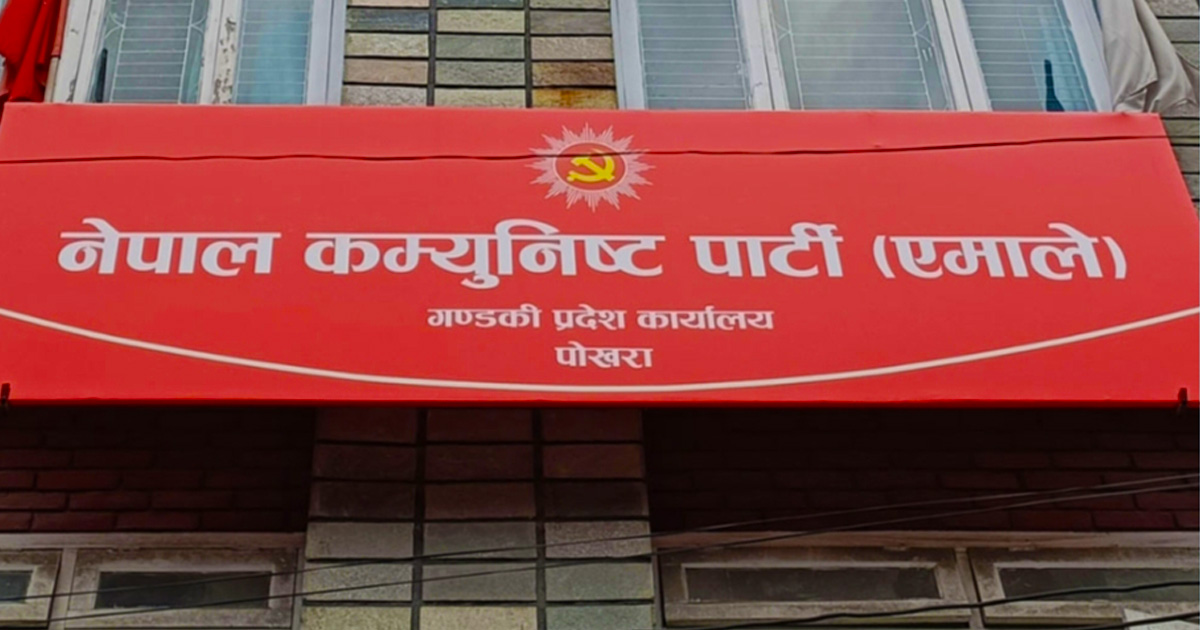 नेपाल कम्युनिष्ट पार्टी (एमाले)
गण्डकी प्रदेश कार्यालय
पोखरा